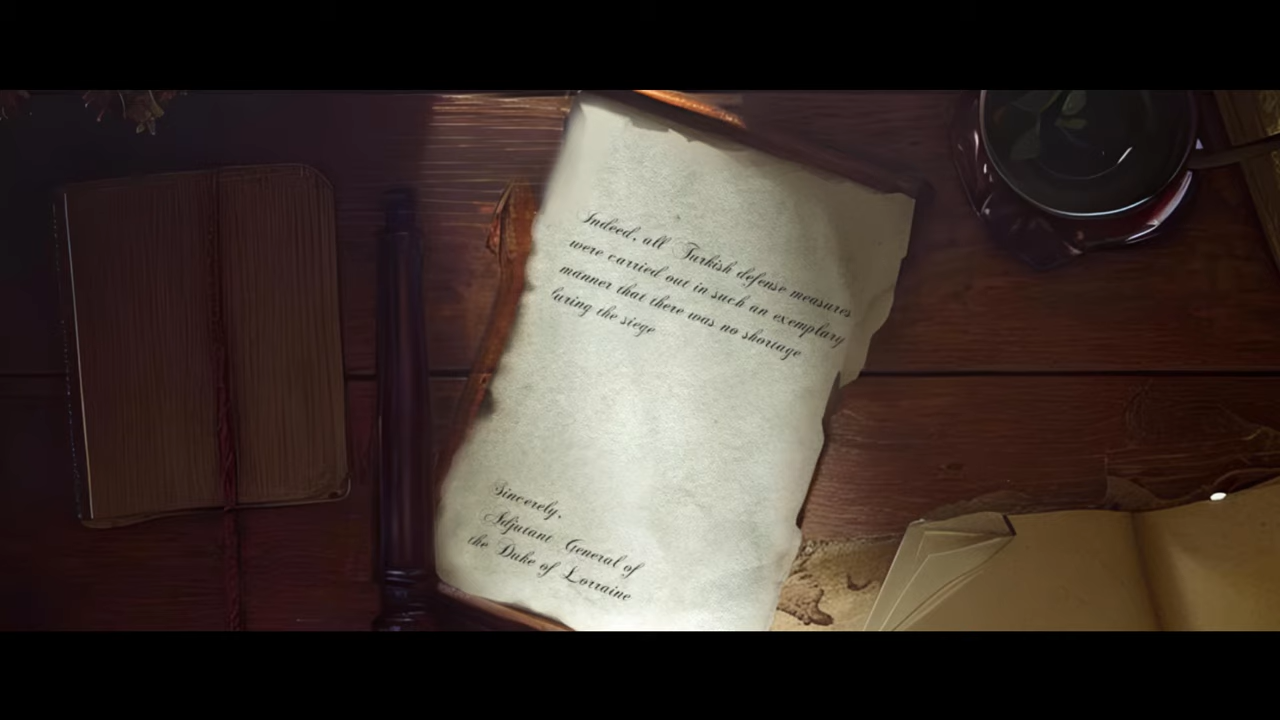 Indeed, all Turkish defense measures
were carried out in such an exemplary
manner that there was no shortage
during the siege
Sincerely,
Adjutant General of
the Duke of Lorraine